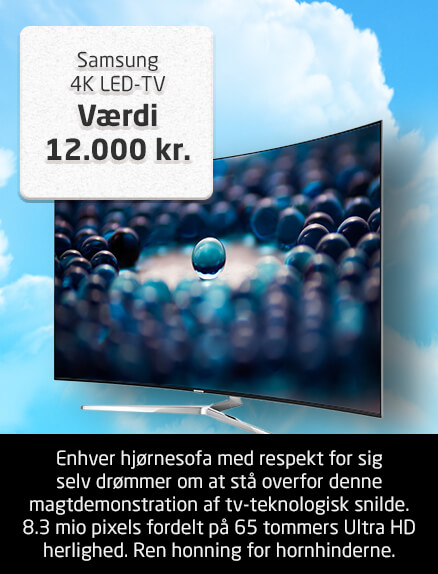 Samsung
4K LED-TV
Værdi
12.000 kr.
Enhver hjørnesofa med respekt for sig
selv drømmer om at stå overfor denne
magtdemonstration af tv-teknologisk snilde.
8.3 mio pixels fordelt på 65 tommers Ultra HD
herlighed. Ren honning for hornhinderne.